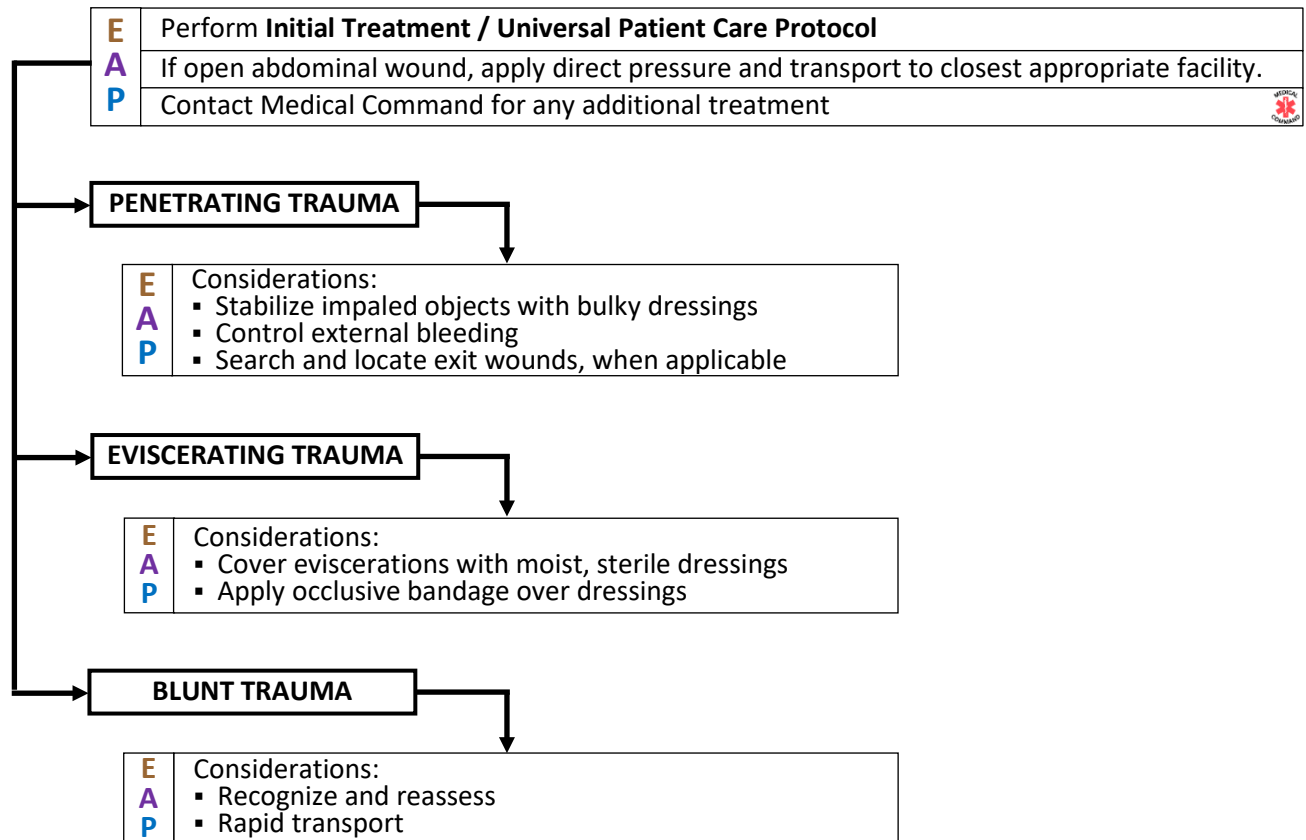 E
A
P
Perform Initial Treatment / Universal Patient Care Protocol
If open abdominal wound, apply direct pressure and transport to closest appropriate facility.
Contact Medical Command for any additional treatment
MEDICAL
COMMAND
PENETRATING TRAUMA
E
A
P
Considerations:
▪ Stabilize impaled objects with bulky dressings
▪ Control external bleeding
▪ Search and locate exit wounds, when applicable
EVISCERATING TRAUMA
E
A
P
Considerations:
▪ Cover eviscerations with moist, sterile dressings
▪ Apply occlusive bandage over dressings
BLUNT TRAUMA
E
A
P
Considerations:
▪ Recognize and reassess
▪ Rapid transport